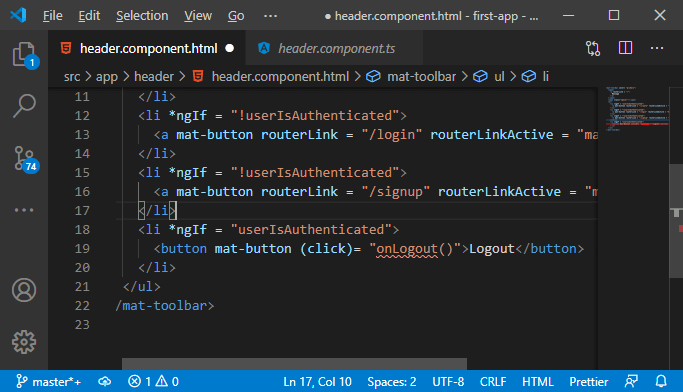 File Edit Selection View Go ··· ● header.component.html - first-app - ...
header.component.html ● header.component.ts ···
src > app > header > header.component.html > mat-toolbar > ul > li
1
74
11 </li>
12 <li *ngIf = "!userIsAuthenticated">
13 <a mat-button routerLink = "/login" routerLinkActive = "ma
14 </li>
15 <li *ngIf = "!userIsAuthenticated">
16 <a mat-button routerLink = "/signup" routerLinkActive = "m
17 </li>
18 <li *ngIf = "userIsAuthenticated">
19 <button mat-button (click)= "onLogout()">Logout</button>
20 </li>
21 </ul>
22 /mat-toolbar>
23
master*+ 1 0 Ln 17, Col 10 Spaces: 2 UTF-8 CRLF HTML Prettier